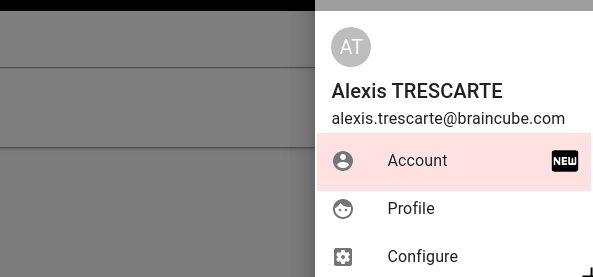 AT
Alexis TRESCARTE
alexis.trescarte@braincube.com
Account NEW
Profile
Configure